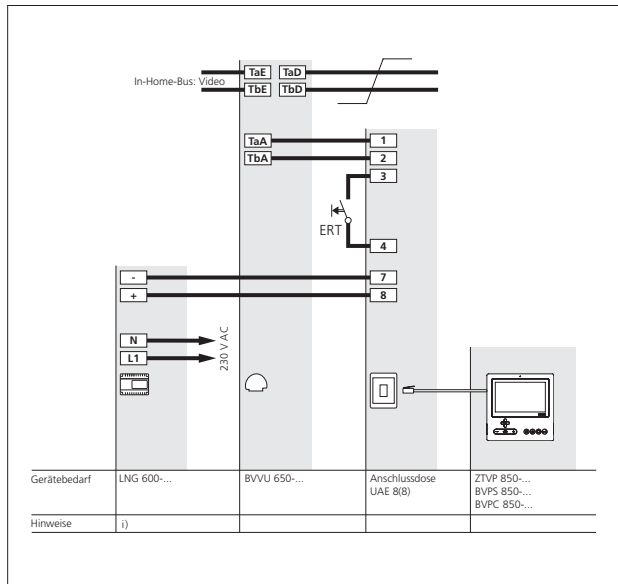 TaE TaD
In-Home-Bus: Video
TbE TbD
TaA 1
TbA 2
3
ERT
4
- 7
+ 8
N
L1
230 V AC
Gerätebedarf LNG 600-... BVVU 650-... Anschlussdose ZTVP 850-...
UAE 8(8) BVPS 850-...
BVPC 850-...
Hinweise i)